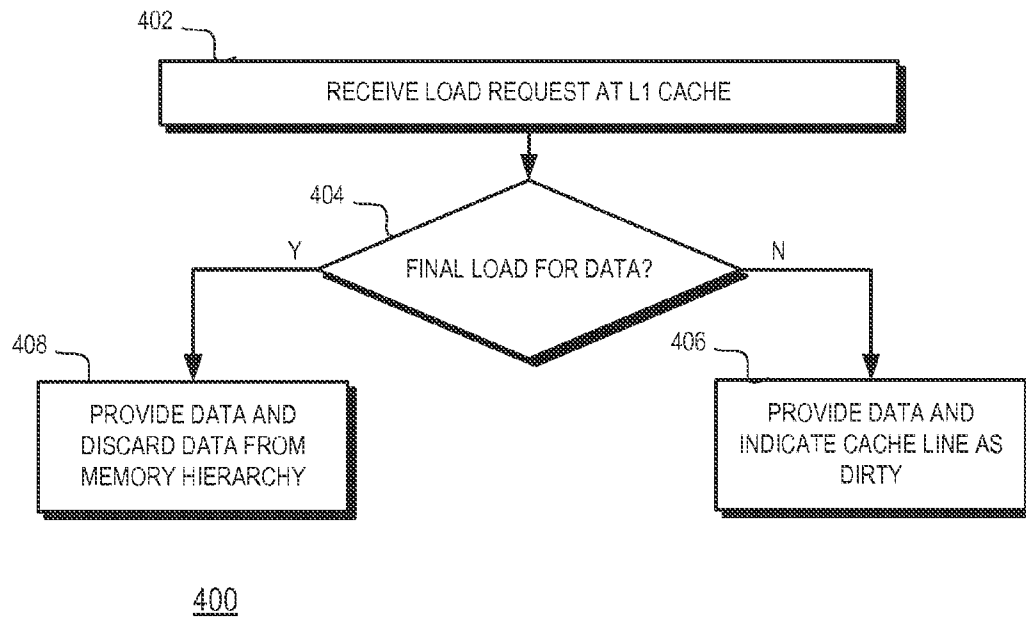 402
RECEIVE LOAD REQUEST AT L1 CACHE
404
Y
FINAL LOAD FOR DATA?
N
408
PROVIDE DATA AND
DISCARD DATA FROM
MEMORY HIERARCHY
406
PROVIDE DATA AND
INDICATE CACHE LINE AS
DIRTY
400